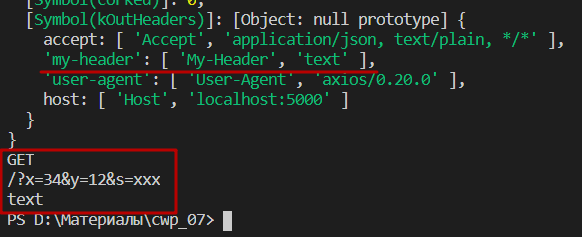 [Symbol(corked)]: 0,
[Symbol(kOutHeaders)]: [Object: null prototype] {
accept: [ 'Accept', 'application/json, text/plain, */*' ],
'my-header': [ 'My-Header', 'text' ],
'user-agent': [ 'User-Agent', 'axios/0.20.0' ],
host: [ 'Host', 'localhost:5000' ]
}
}
GET
/?x=34&y=12&s=xxx
text
PS D:\Материалы\cwp_07>